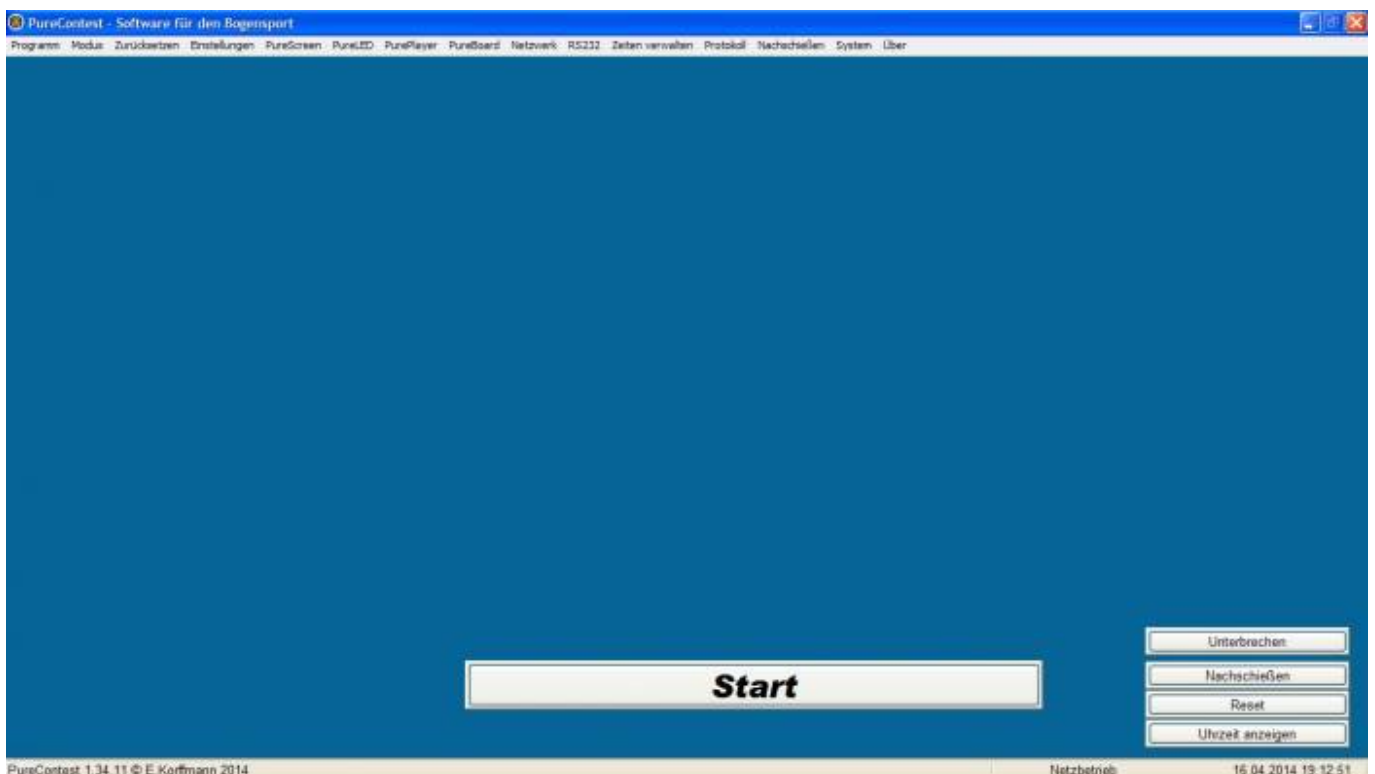 PureContest - Software für den Bogensport
Programm Modus Zurücksetzen Einstellungen PureScreen PureLED PurePlayer PureBoard Netzwerk RS232 Zeiten verwalten Protokoll Nachschießen System Über
Unterbrechen
Start
Nachschießen
Reset
Uhrzeit anzeigen
PureContest 1.34.11 © E.Korffmann 2014 Netzbetrieb 16.04.2014 19:12:51